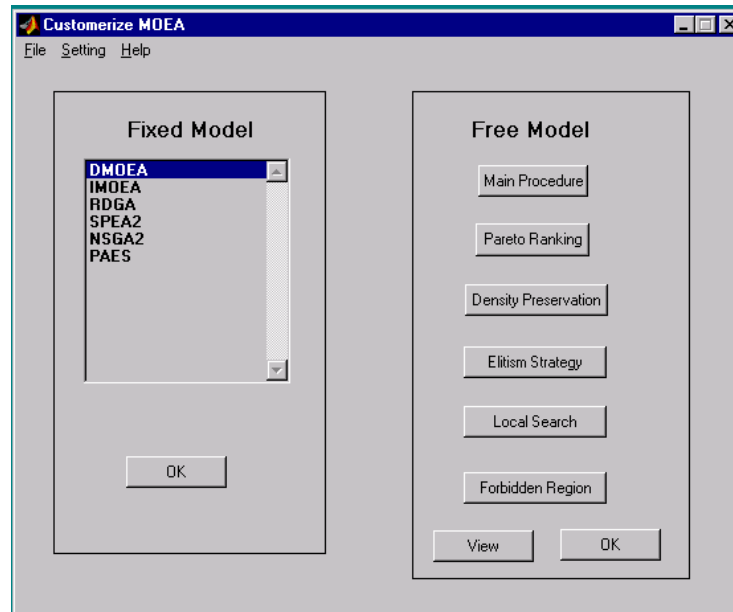 Customerize MOEA
File Setting Help
Fixed Model
DMOEA
IMOEA
RDGA
SPEA2
NSGA2
PAES
OK
Free Model
Main Procedure
Pareto Ranking
Density Preservation
Elitism Strategy
Local Search
Forbidden Region
View OK